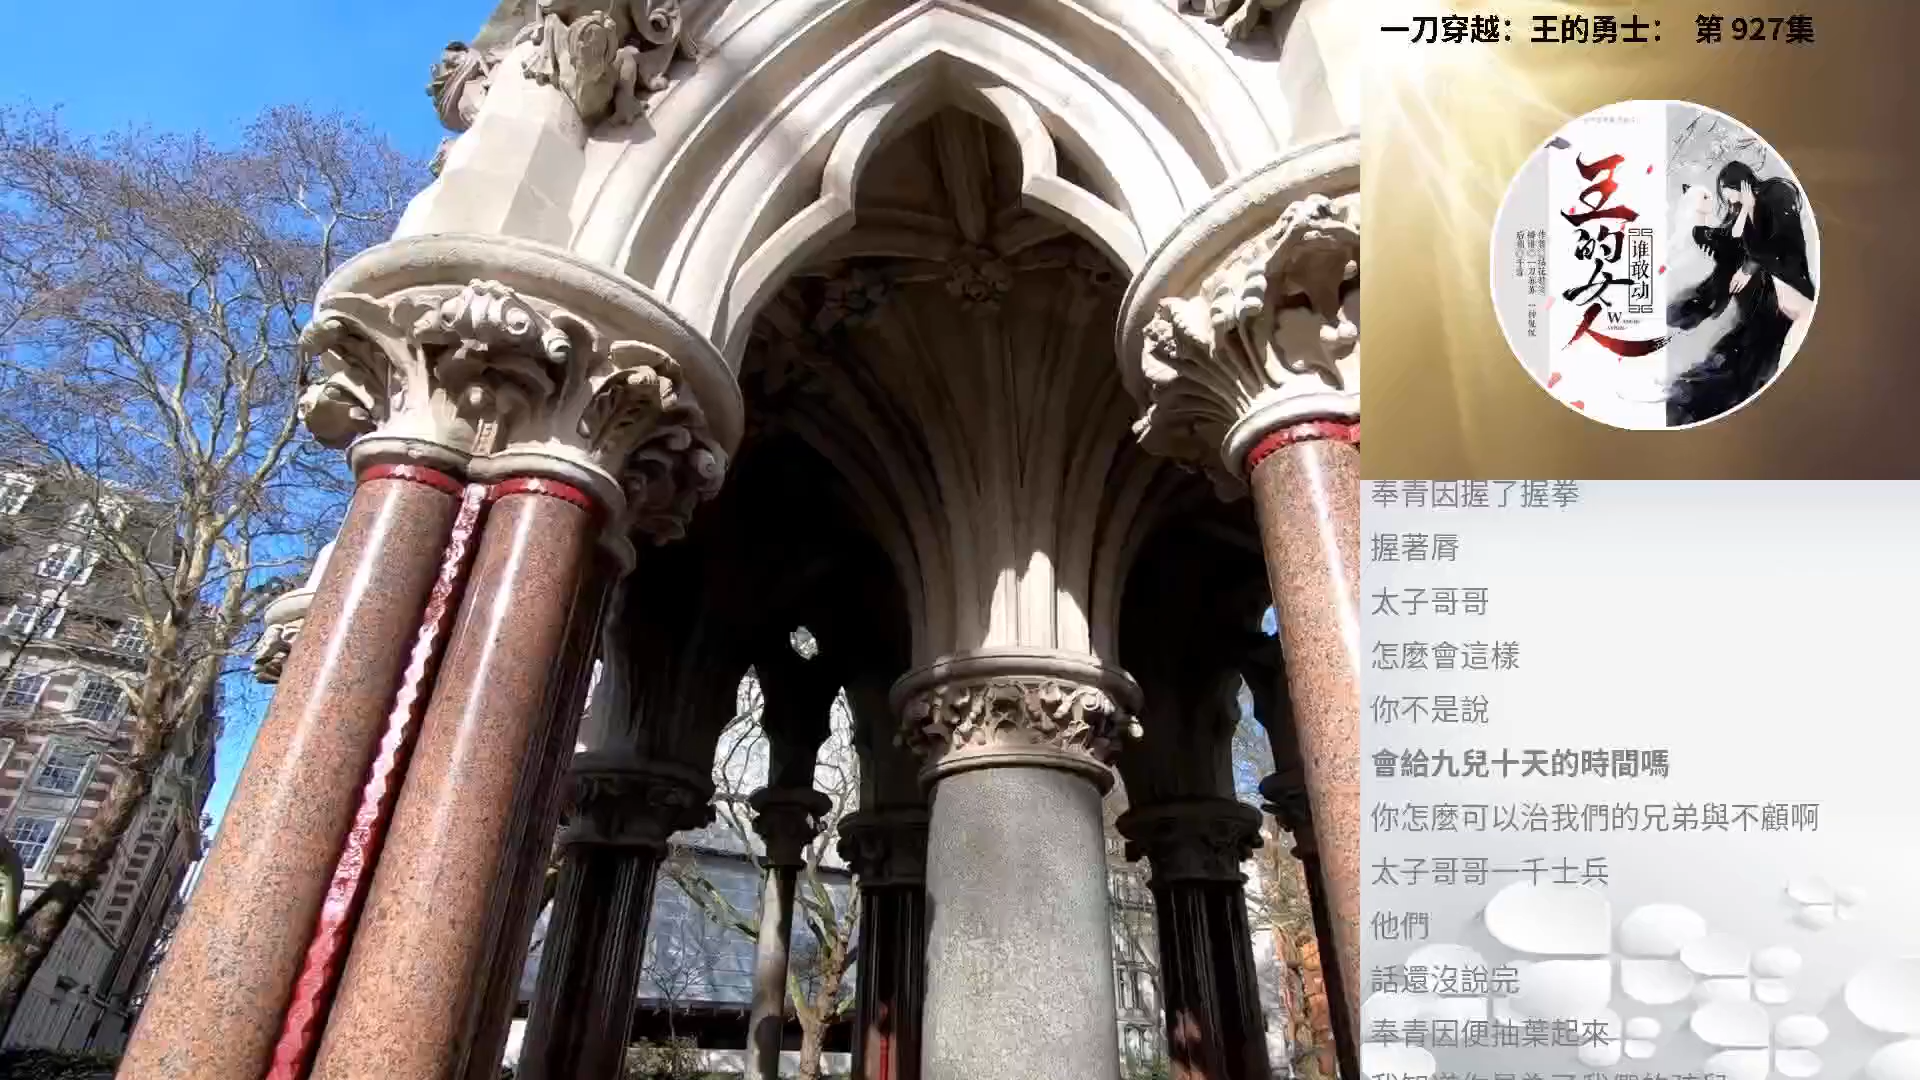 一刀穿越：王的勇士： 第 927集
王的女人
谁敢动
奉青因握了握拳
握著脣
太子哥哥
怎麼會這樣
你不是說
會給九兒十天的時間嗎
你怎麼可以治我們的兄弟與不顧啊
太子哥哥一千士兵
他們
話還沒說完
奉青因便抽葉起來